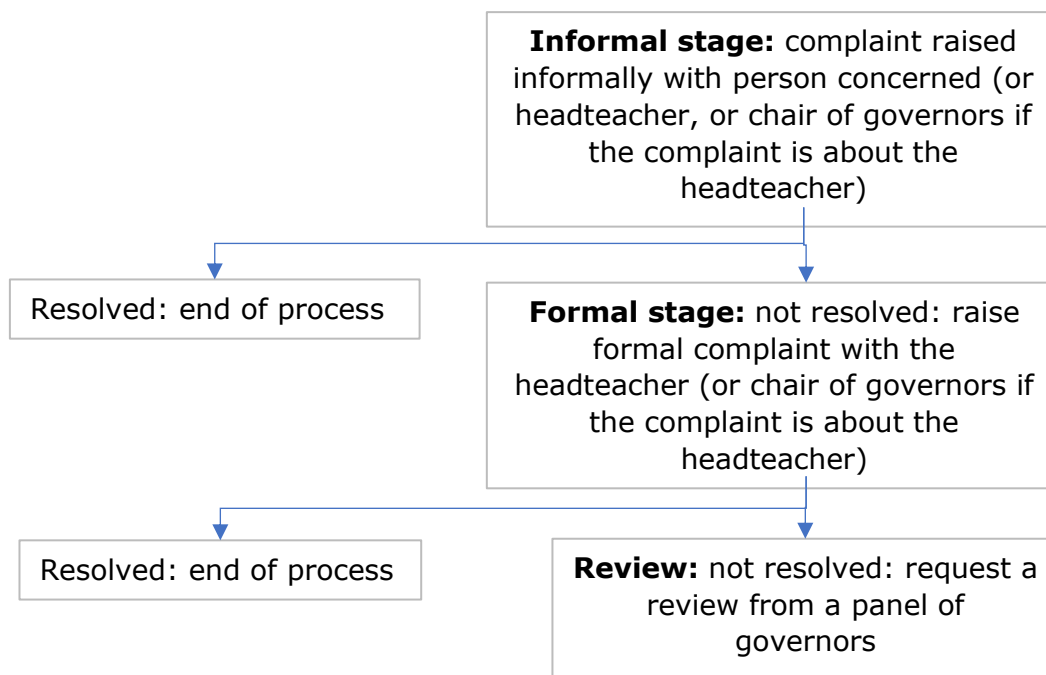 Informal stage: complaint raised
informally with person concerned (or
headteacher, or chair of governors if
the complaint is about the
headteacher)
Resolved: end of process
Formal stage: not resolved: raise
formal complaint with the
headteacher (or chair of governors if
the complaint is about the
headteacher)
Resolved: end of process
Review: not resolved: request a
review from a panel of
governors